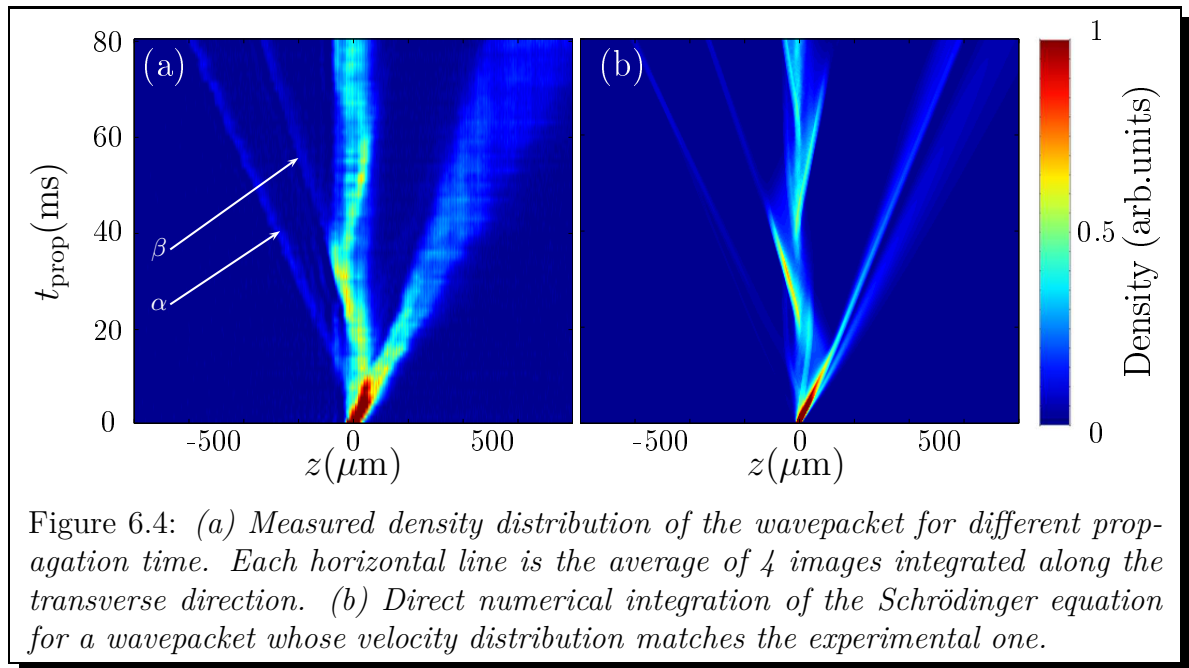 80
60
40
20
0
t_prop(ms)
(a)
β
α
-500 0 500
z(μm)
(b)
-500 0 500
z(μm)
1
0.5
0
Density (arb.units)
Figure 6.4: (a) Measured density distribution of the wavepacket for different prop-
agation time. Each horizontal line is the average of 4 images integrated along the
transverse direction. (b) Direct numerical integration of the Schrödinger equation
for a wavepacket whose velocity distribution matches the experimental one.